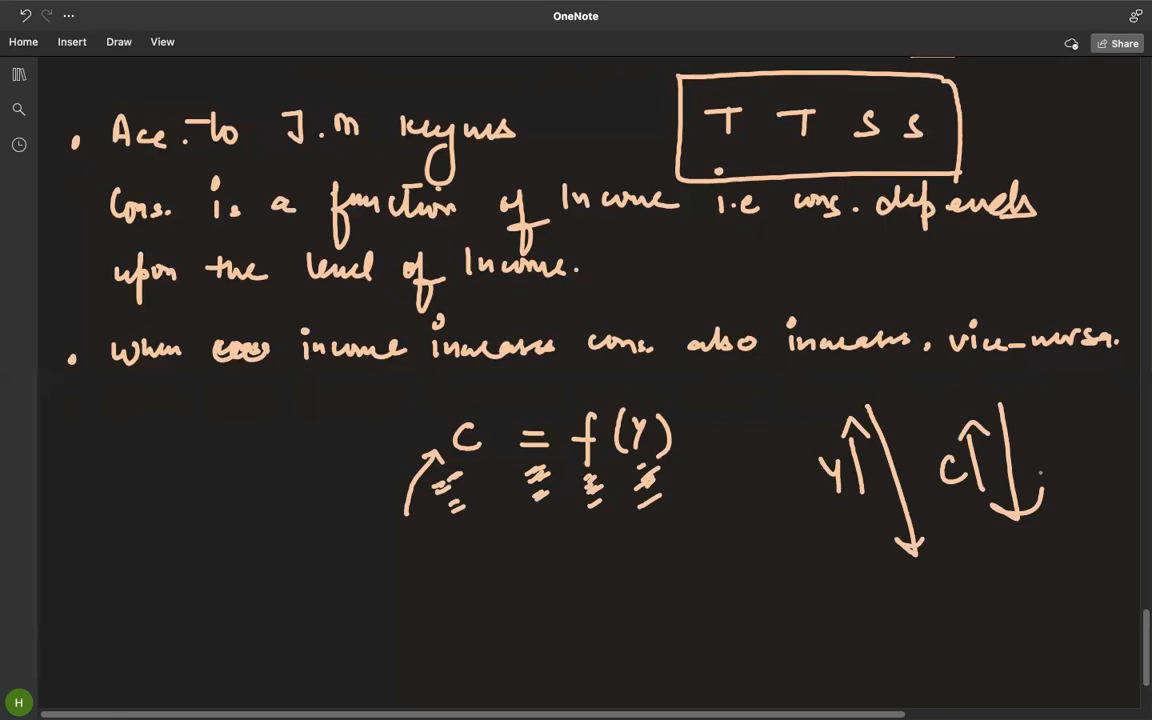 OneNote
Home Insert Draw View
Share
T T S S
• Acc. to J.M Keynes
Cons. is a function of Income i.e cons. depends
upon the level of Income.
• When income increases cons. also increases. vice-versa.
C = f(Y)
Y↑ ↓ C↑ ↓
H